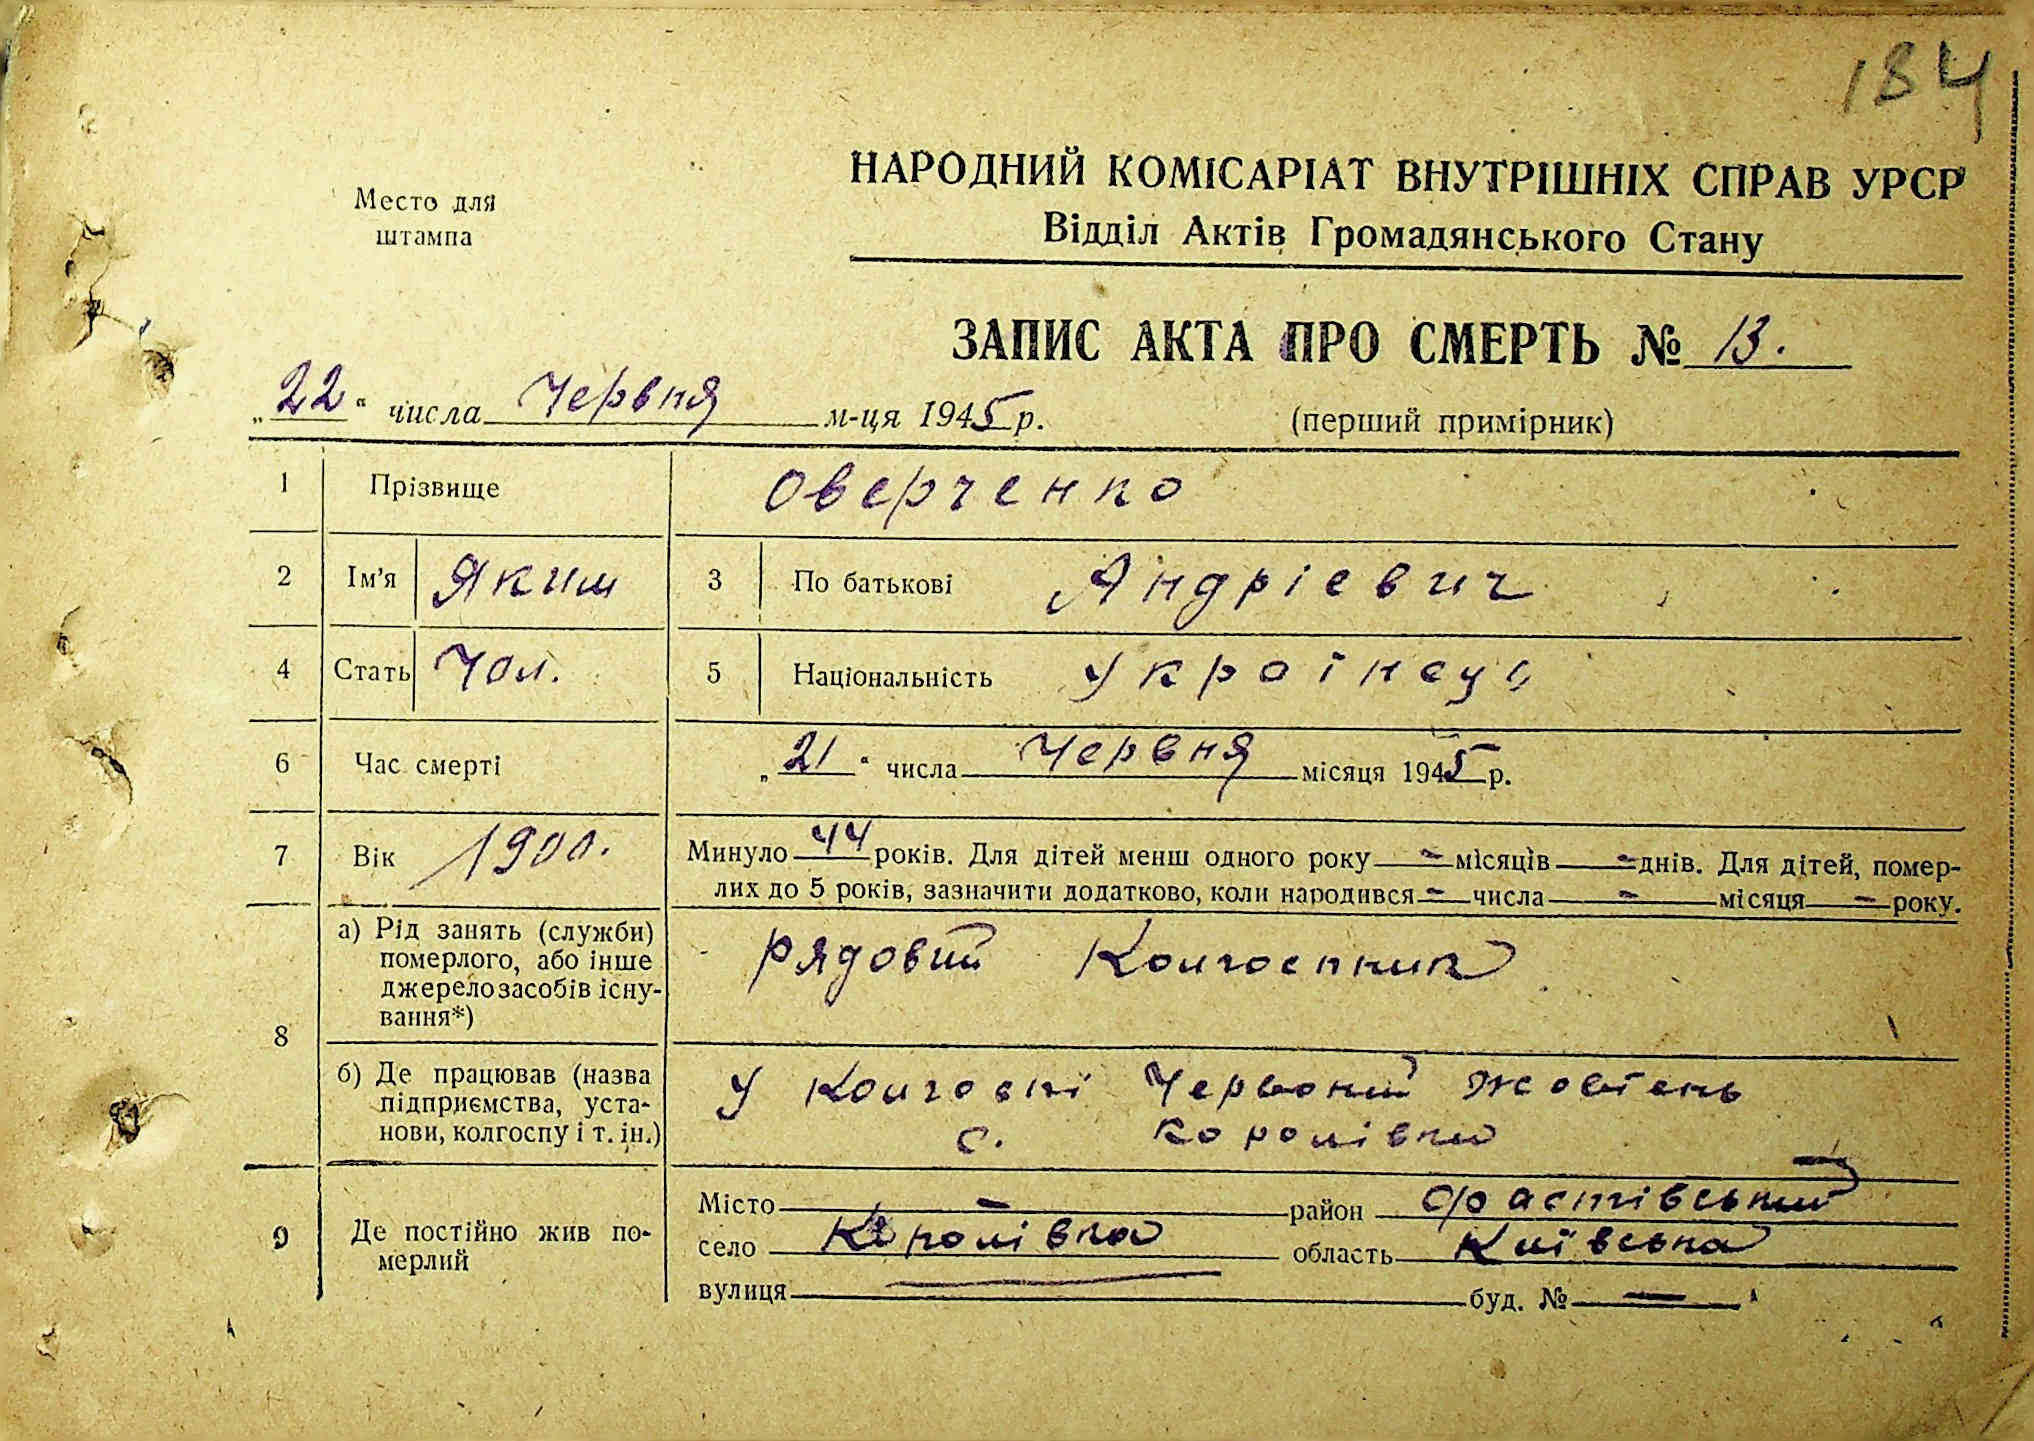 184
Место для
штампа
НАРОДНИЙ КОМІСАРІАТ ВНУТРІШНІХ СПРАВ УРСР
Відділ Актів Громадянського Стану
ЗАПИС АКТА ПРО СМЕРТЬ № 13.
„22“ числа Червня м-ця 1945 р.
(перший примірник)
1 Прізвище Оверченко
2 Ім'я Яким 3 По батькові Андрієвич
4 Стать Чол. 5 Національність Українець
6 Час смерті „21“ числа Червня місяця 1945 р.
7 Вік 1900. Минуло 44 років. Для дітей менш одного року - місяців - днів. Для дітей, помер-
лих до 5 років, зазначити додатково, коли народився - числа - місяця - року.
8 а) Рід занять (служби)
померлого, або інше
джерело засобів існу-
вання*)
рядовий Колгоспник
б) Де працював (назва
підприємства, уста-
нови, колгоспу і т. ін.)
У Колгоспі Червоний Жовтень
с. Королівка
9 Де постійно жив по-
мерлий
Місто — район Фастівський
село Королівка область Київська
вулиця — буд. № —